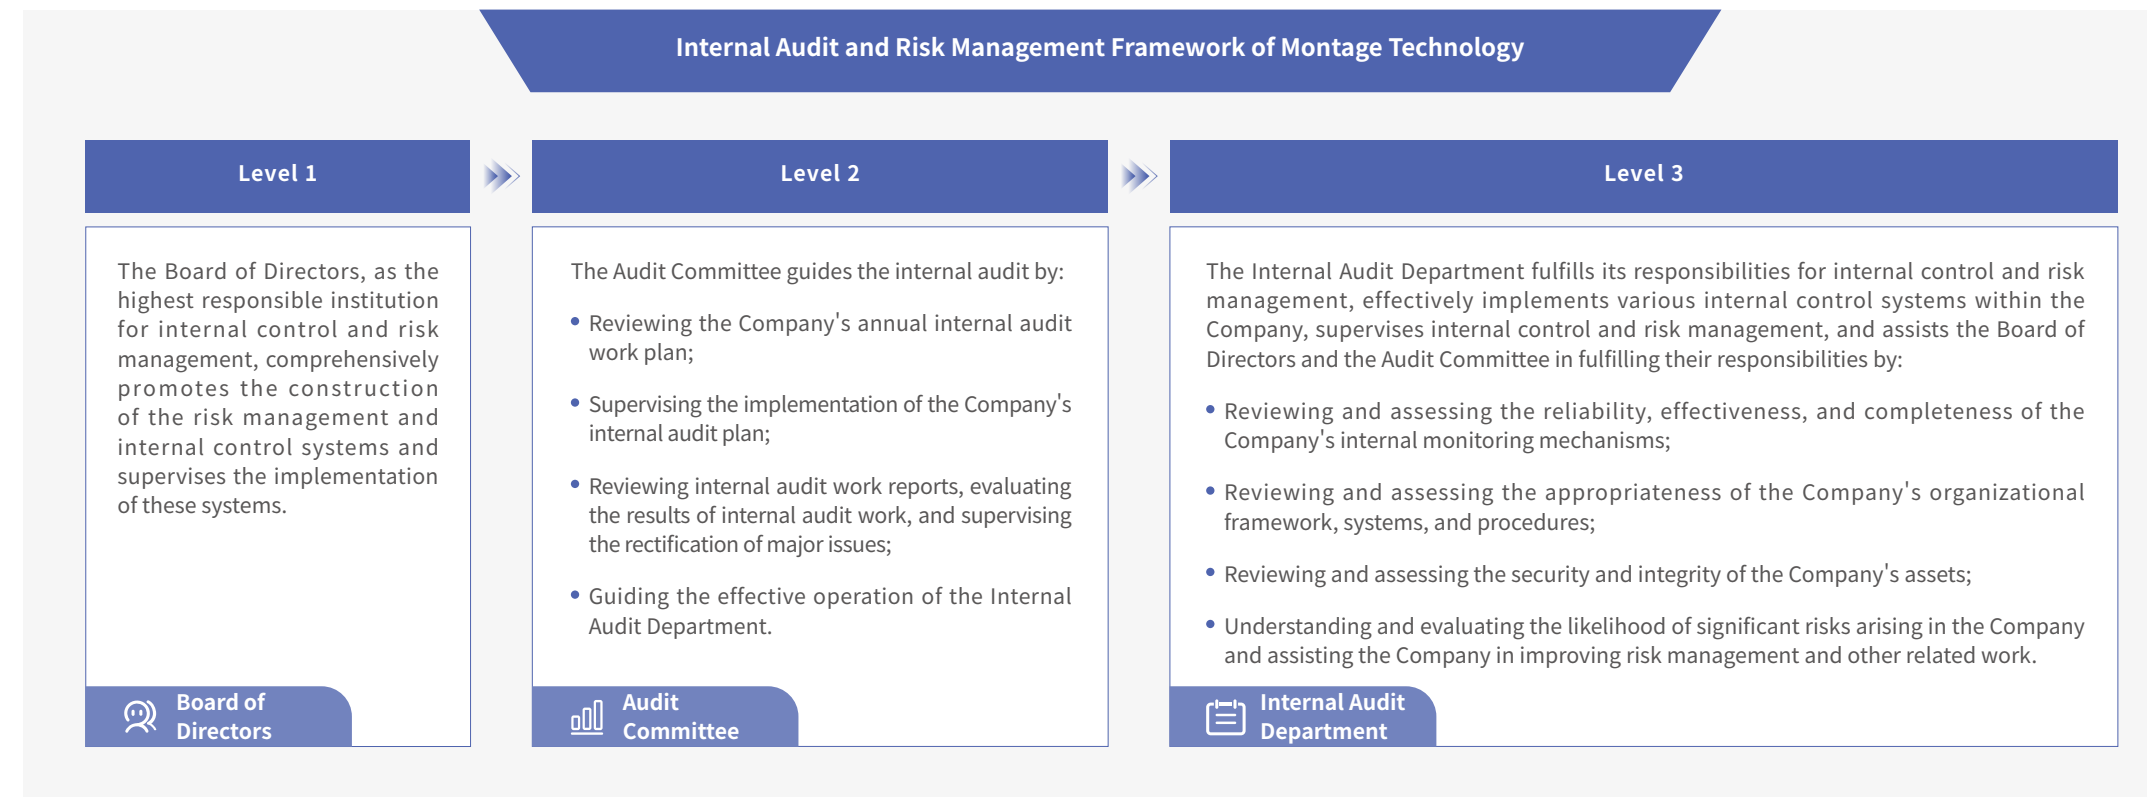 Internal Audit and Risk Management Framework of Montage Technology
Level 1
The Board of Directors, as the
highest responsible institution
for internal control and risk
management, comprehensively
promotes the construction
of the risk management and
internal control systems and
supervises the implementation
of these systems.
Board of
Directors
Level 2
The Audit Committee guides the internal audit by:
• Reviewing the Company's annual internal audit
work plan;
• Supervising the implementation of the Company's
internal audit plan;
• Reviewing internal audit work reports, evaluating
the results of internal audit work, and supervising
the rectification of major issues;
• Guiding the effective operation of the Internal
Audit Department.
Audit
Committee
Level 3
The Internal Audit Department fulfills its responsibilities for internal control and risk
management, effectively implements various internal control systems within the
Company, supervises internal control and risk management, and assists the Board of
Directors and the Audit Committee in fulfilling their responsibilities by:
• Reviewing and assessing the reliability, effectiveness, and completeness of the
Company's internal monitoring mechanisms;
• Reviewing and assessing the appropriateness of the Company's organizational
framework, systems, and procedures;
• Reviewing and assessing the security and integrity of the Company's assets;
• Understanding and evaluating the likelihood of significant risks arising in the Company
and assisting the Company in improving risk management and other related work.
Internal Audit
Department